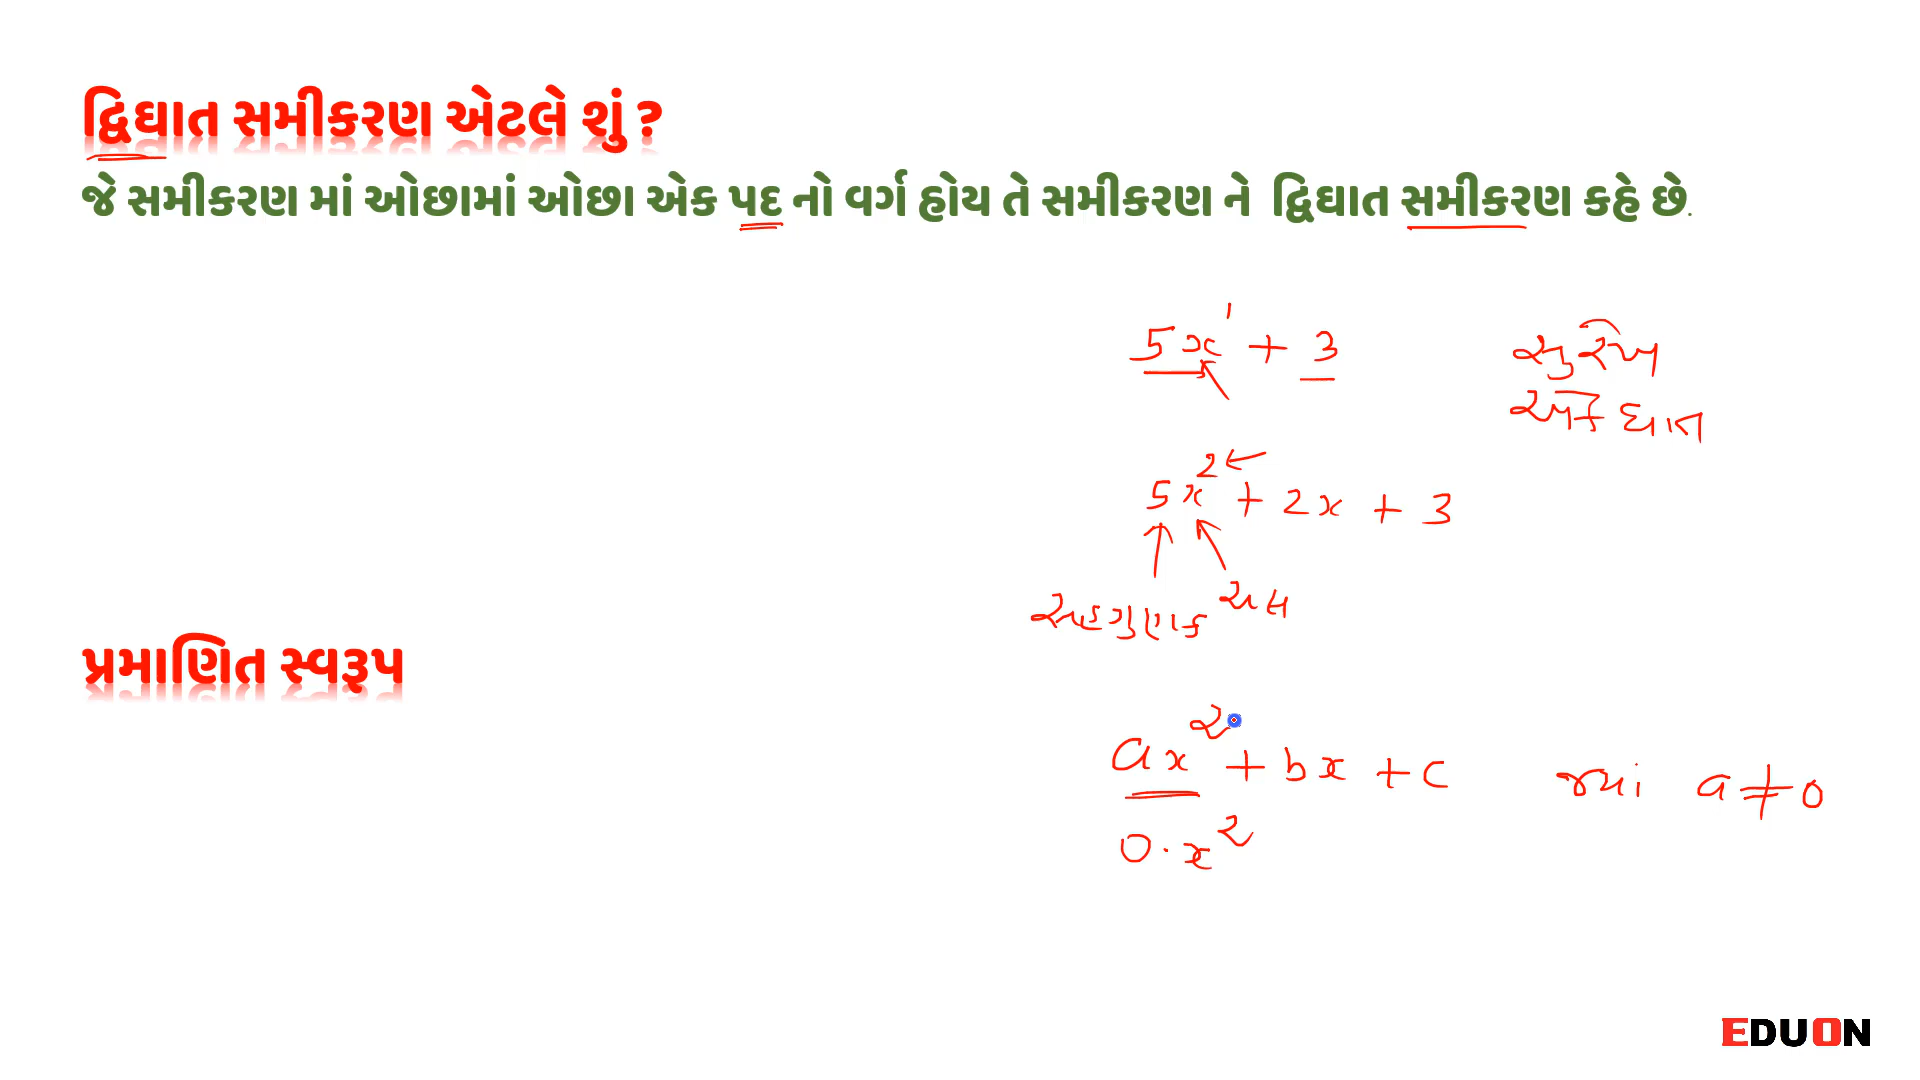 દ્વિઘાત સમીકરણ એટલે શું ?
જે સમીકરણ માં ઓછામાં ઓછા એક પદ નો વર્ગ હોય તે સમીકરણ ને દ્વિઘાત સમીકરણ કહે છે.
5x¹ + 3 સુરેખ
એક ઘાત
5x² + 2x + 3
સહગુણક ચલ
પ્રમાણિત સ્વરૂપ
ax² + bx + c જ્યાં a ≠ 0
0·x²
EDUON